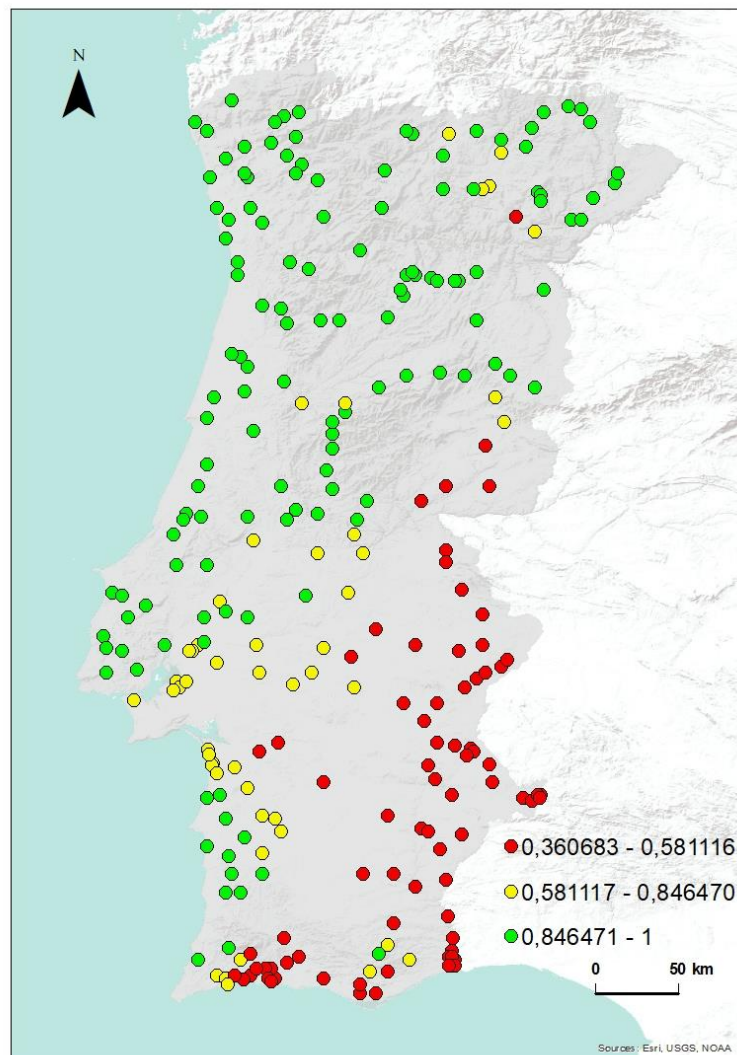 N
0,360683 - 0,581116
0,581117 - 0,846470
0,846471 - 1
0 50 km
Sources: Esri, USGS, NOAA